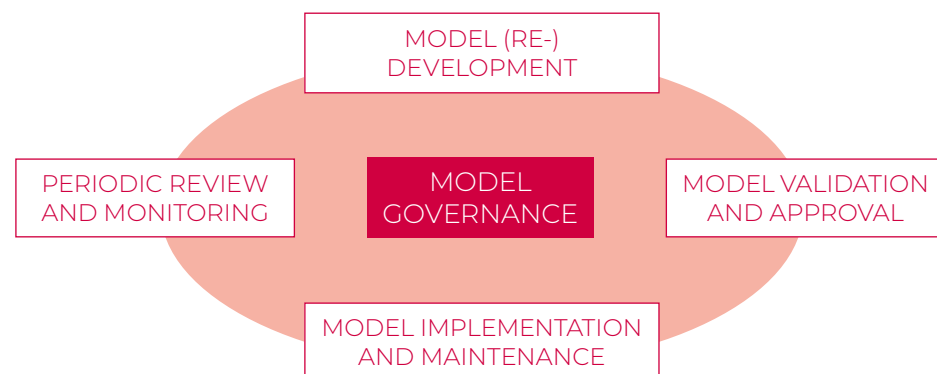 MODEL (RE-)
DEVELOPMENT
PERIODIC REVIEW
AND MONITORING
MODEL
GOVERNANCE
MODEL VALIDATION
AND APPROVAL
MODEL IMPLEMENTATION
AND MAINTENANCE